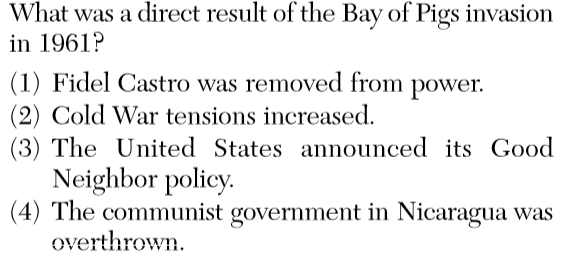 What was a direct result of the Bay of Pigs invasion
in 1961?
(1) Fidel Castro was removed from power.
(2) Cold War tensions increased.
(3) The United States announced its Good
Neighbor policy.
(4) The communist government in Nicaragua was
overthrown.